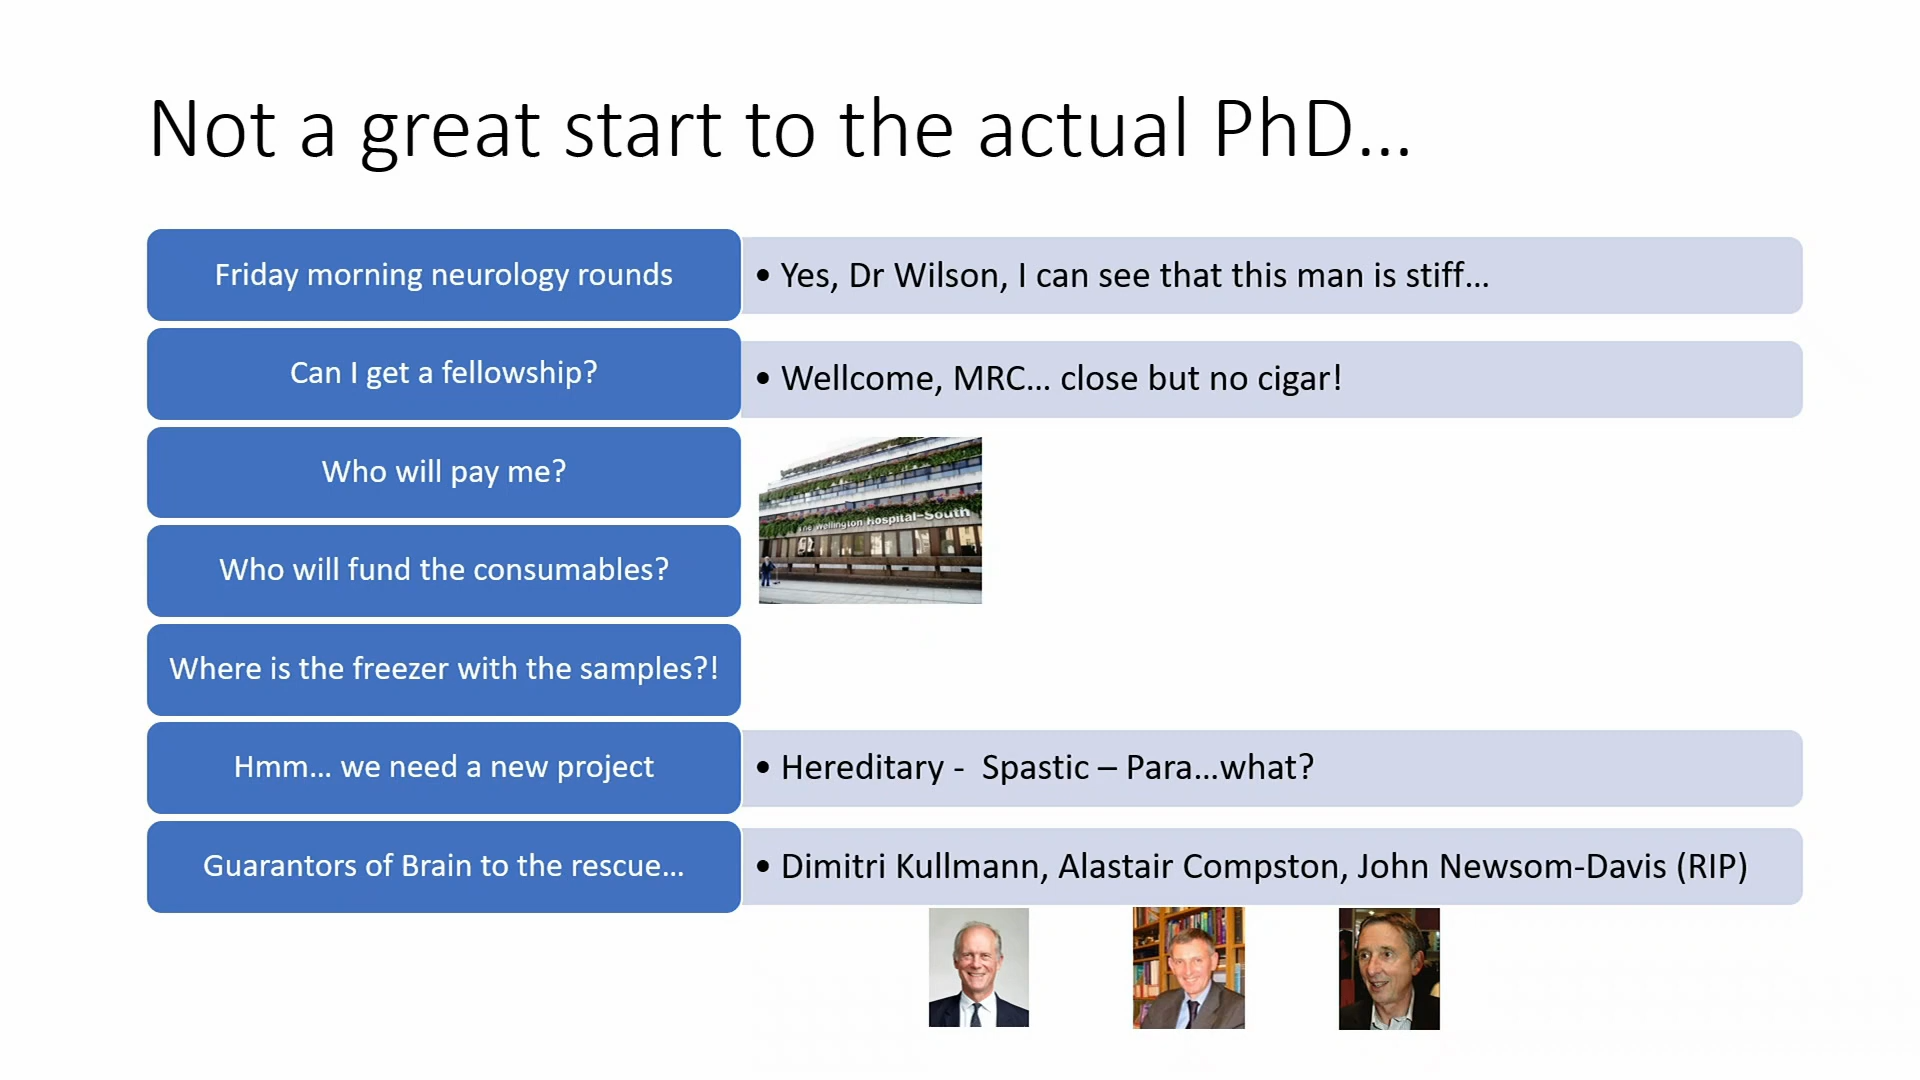 Not a great start to the actual PhD...
Friday morning neurology rounds
• Yes, Dr Wilson, I can see that this man is stiff...
Can I get a fellowship?
• Wellcome, MRC... close but no cigar!
Who will pay me?
The Wellington Hospital-South
Who will fund the consumables?
Where is the freezer with the samples?!
Hmm... we need a new project
• Hereditary - Spastic – Para...what?
Guarantors of Brain to the rescue...
• Dimitri Kullmann, Alastair Compston, John Newsom-Davis (RIP)